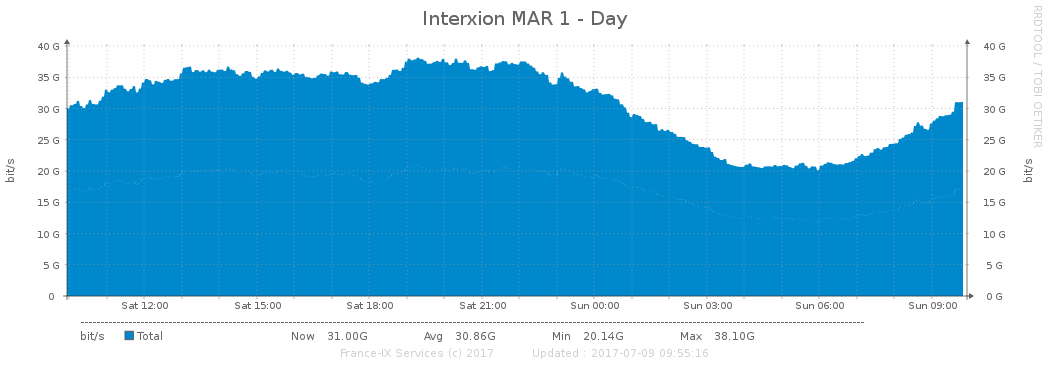 Interxion MAR 1 - Day
RRDTOOL / TOBI OETIKER
40 G 40 G
35 G 35 G
30 G 30 G
25 G 25 G
20 G 20 G
15 G 15 G
10 G 10 G
5 G 5 G
0 0 G
bit/s bit/s
Sat 12:00 Sat 15:00 Sat 18:00 Sat 21:00 Sun 00:00 Sun 03:00 Sun 06:00 Sun 09:00
bit/s Total Now 31.00G Avg 30.86G Min 20.14G Max 38.10G
France-IX Services (c) 2017 Updated : 2017-07-09 09:55:16